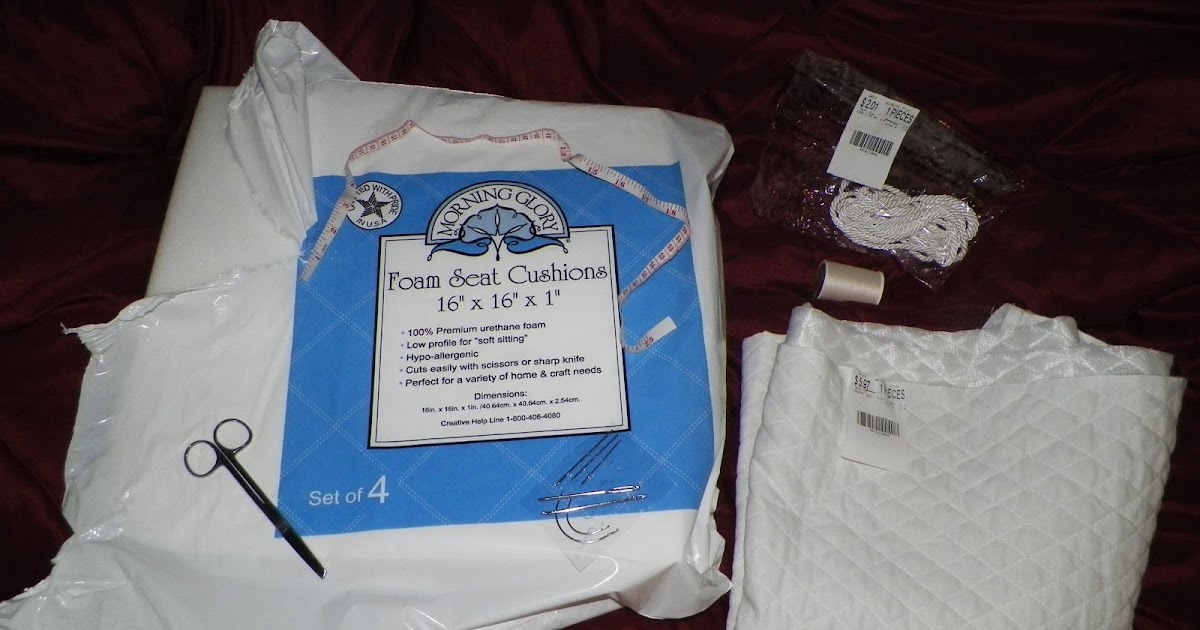 CRAFTED WITH PRIDE
IN U.S.A
MORNING GLORY
Foam Seat Cushions
16" x 16" x 1"
• 100% Premium urethane foam
• Low profile for "soft sitting"
• Hypo-allergenic
• Cuts easily with scissors or sharp knife
• Perfect for a variety of home & craft needs
Dimensions:
16in. x 16in. x 1in. /40.64cm. x 40.64cm. x 2.54cm.
Creative Help Line 1-800-406-4080
Set of 4
$2.01 1 PIECES
$5.97 1 PIECES